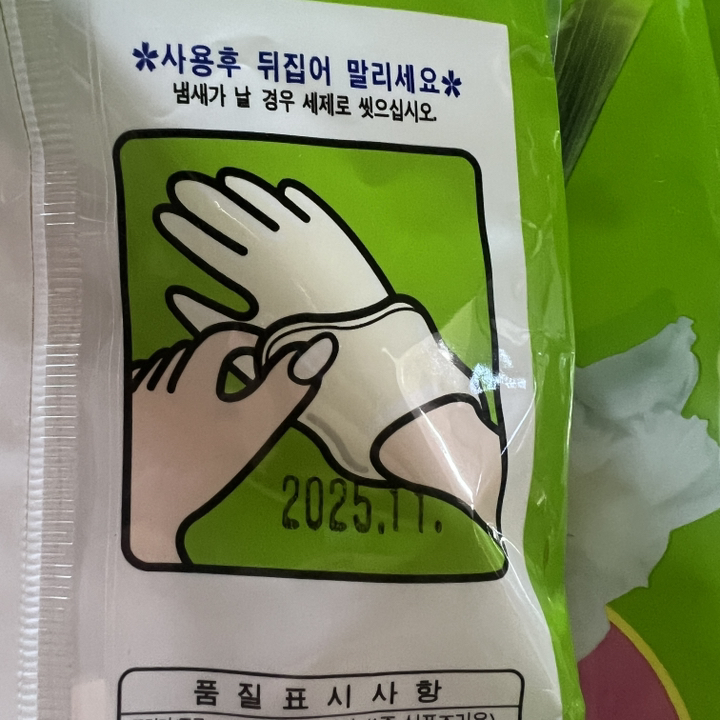 ✽사용후 뒤집어 말리세요✽
냄새가 날 경우 세제로 씻으십시오.
2025.11.
품질표시사항